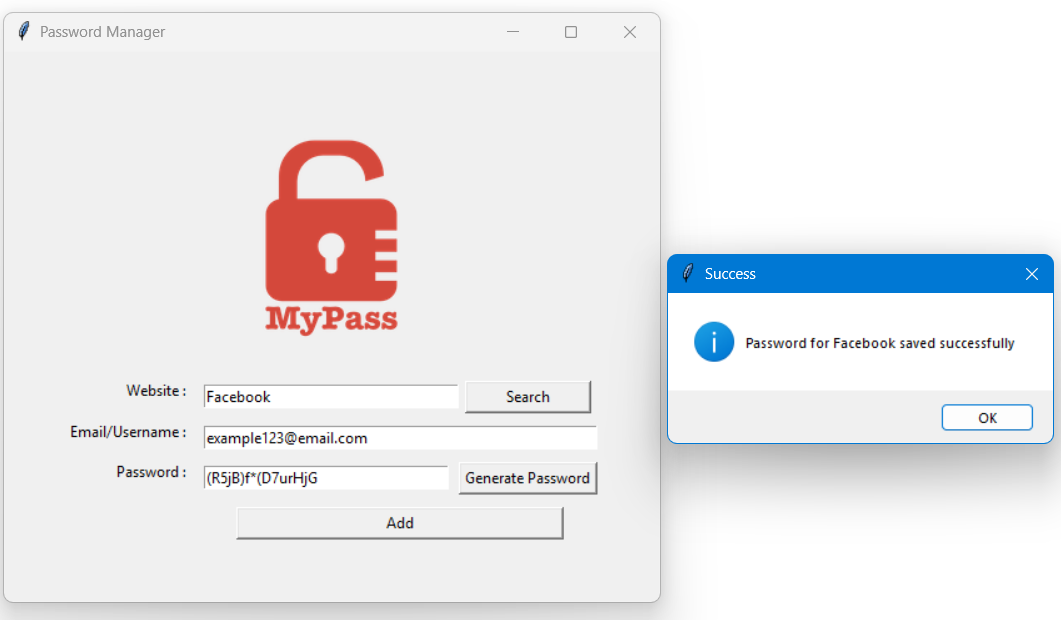 Password Manager
MyPass
Website :
Facebook
Search
Email/Username :
example123@email.com
Password :
(R5jB)f*(D7urHjG
Generate Password
Add
Success
Password for Facebook saved successfully
OK